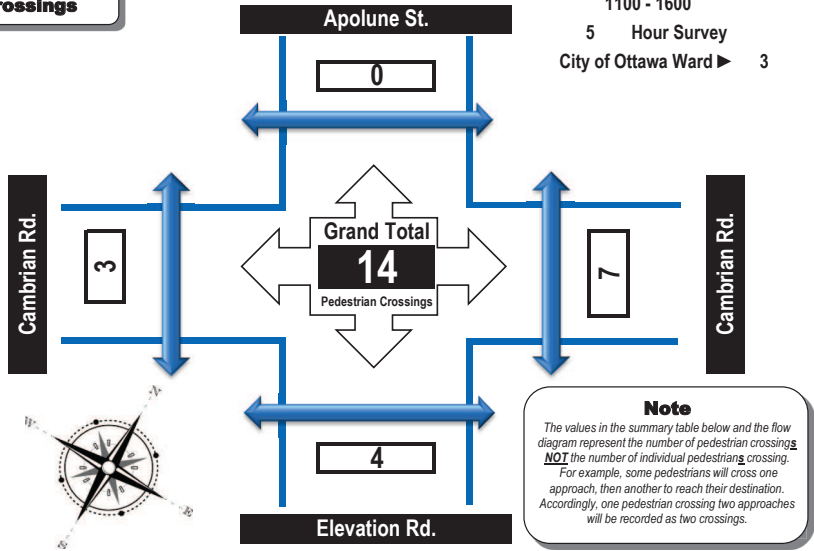 rossings
1100 - 1600
5 Hour Survey
City of Ottawa Ward ► 3
Apolune St.
0
Cambrian Rd.
3
Grand Total
14
Pedestrian Crossings
7
Cambrian Rd.
N
W
E
S
4
Elevation Rd.
Note
The values in the summary table below and the flow
diagram represent the number of pedestrian crossings
NOT the number of individual pedestrians crossing.
For example, some pedestrians will cross one
approach, then another to reach their destination.
Accordingly, one pedestrian crossing two approaches
will be recorded as two crossings.